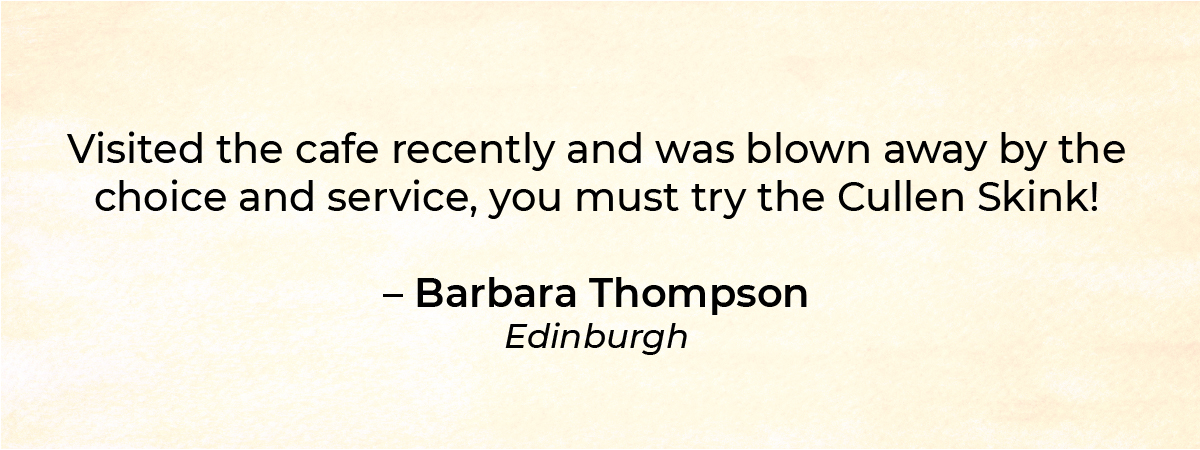 Visited the cafe recently and was blown away by the
choice and service, you must try the Cullen Skink!
– Barbara Thompson
Edinburgh